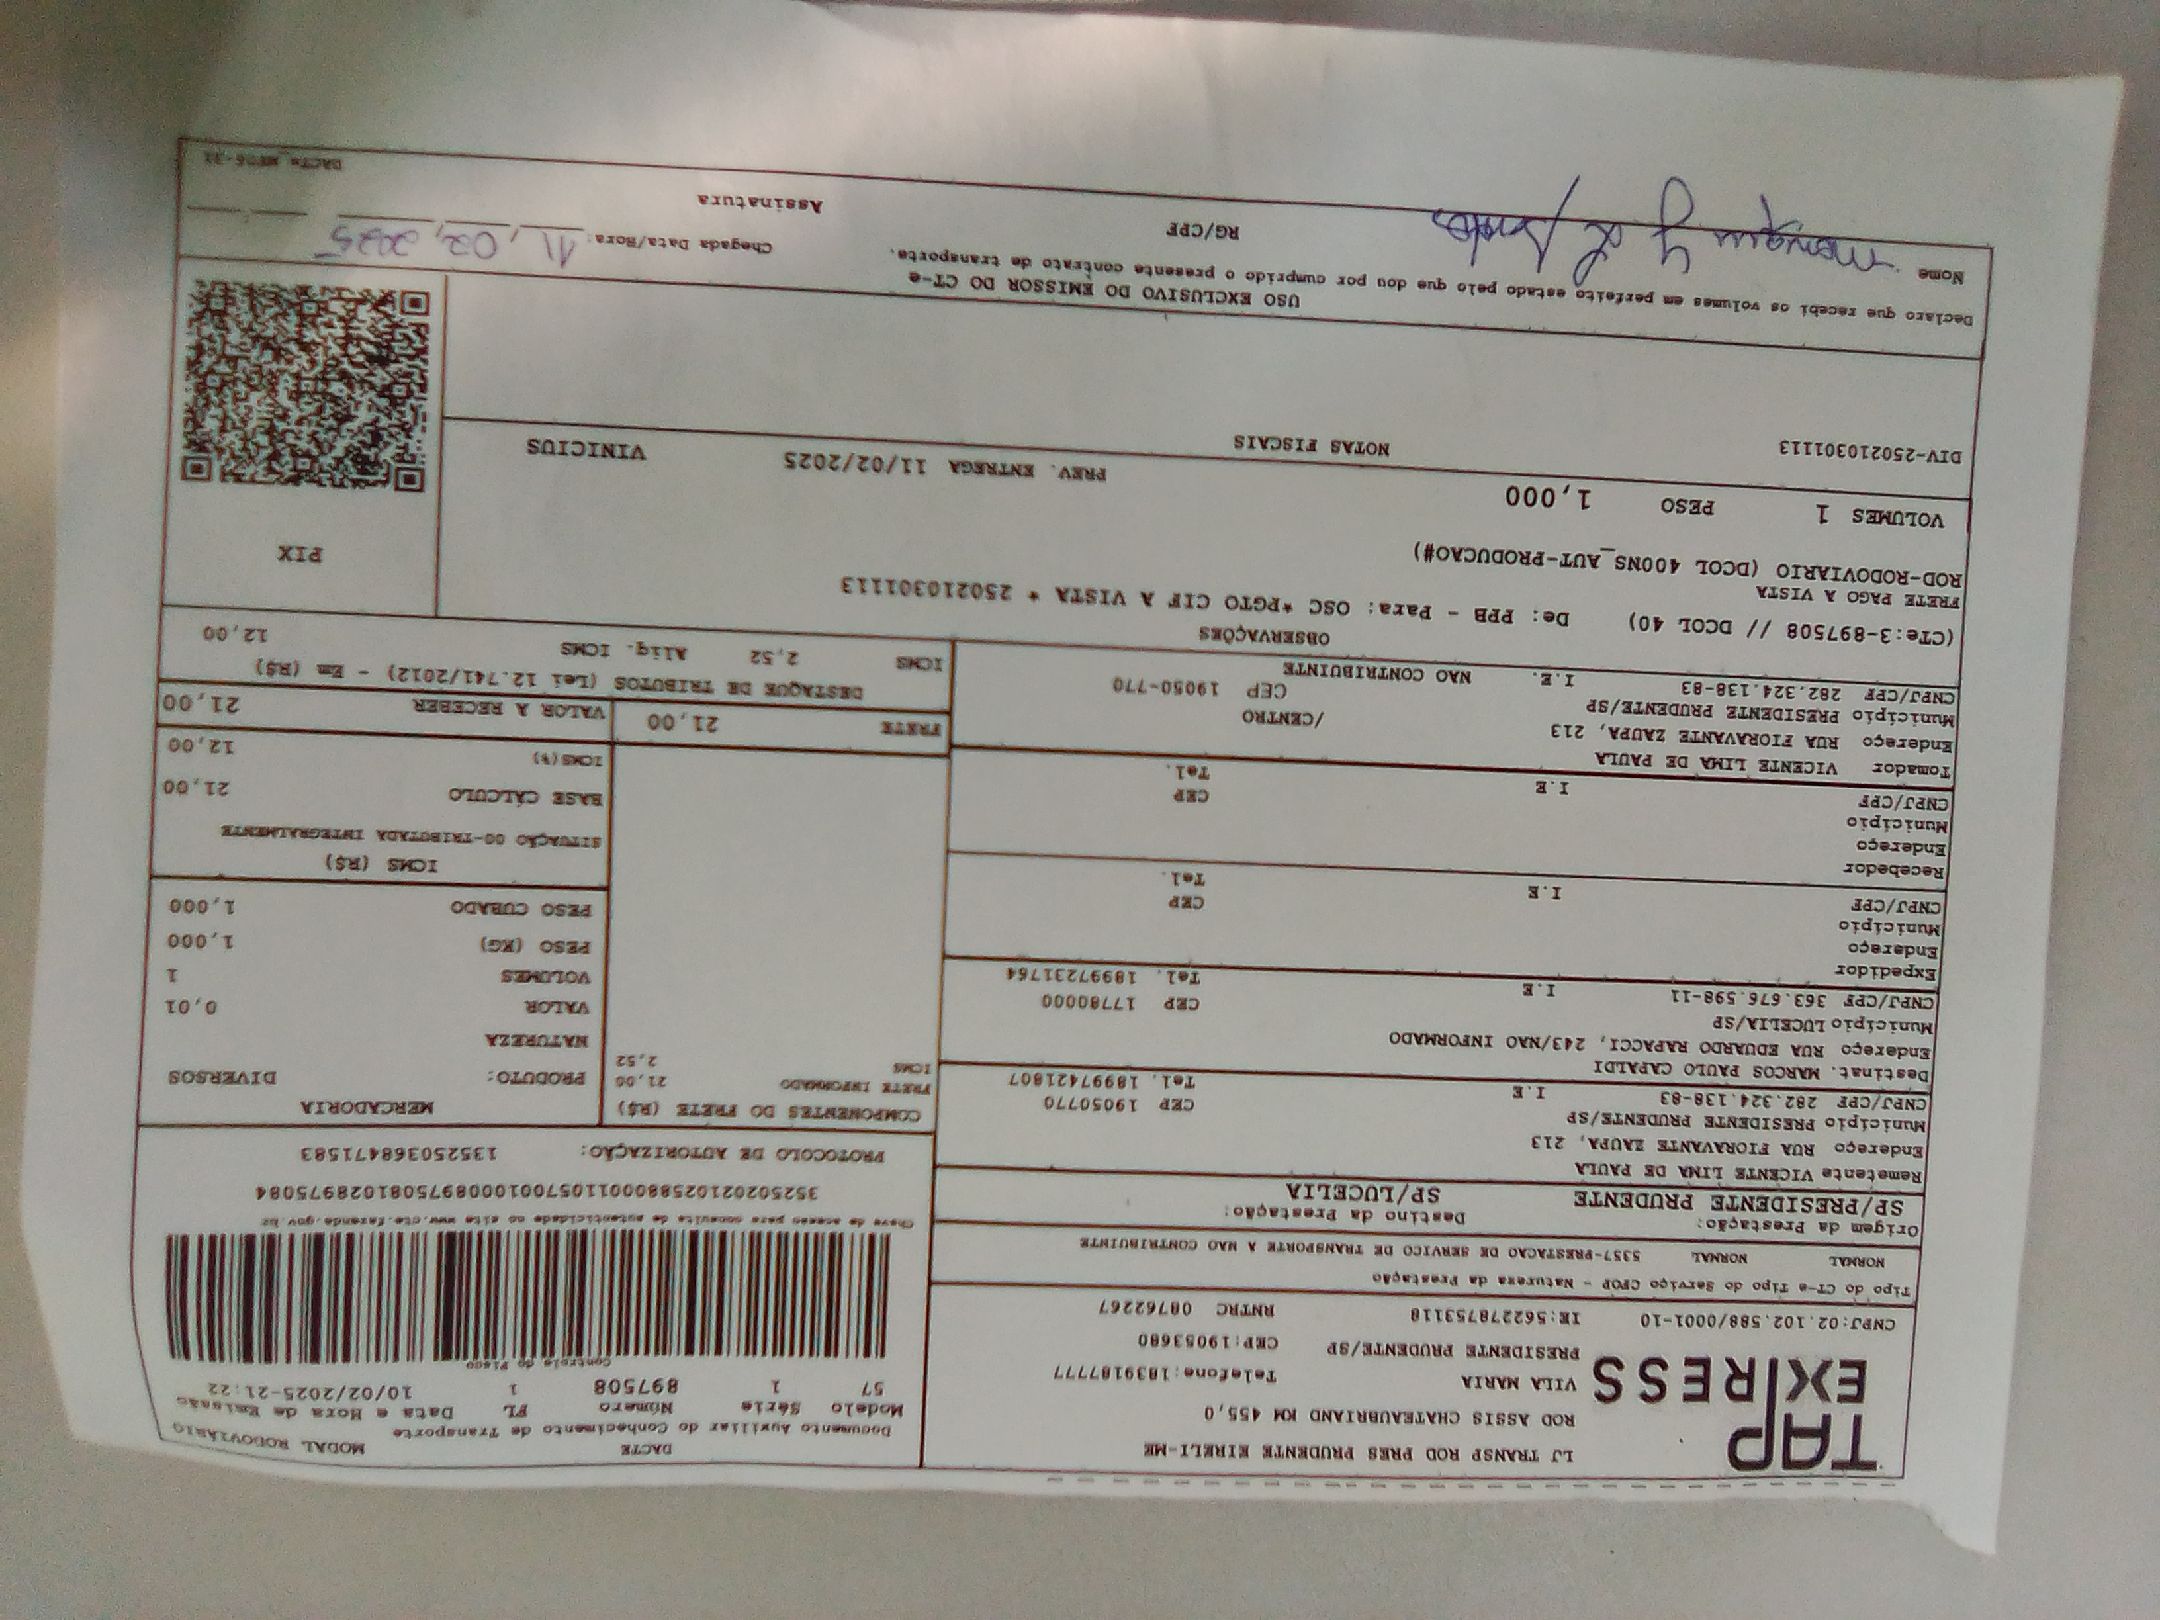 TAP
EXPRESS
LJ TRANSP ROD PRES PRUDENTE EIRELI-ME
ROD ASSIS CHATEAUBRIAND KM 455,0
VILA MARIA Telefone:1839187777
PRESIDENTE PRUDENTE/SP CEP:19053680
CNPJ:02.102.588/0001-10 IE:562278753118 RNTRC 08762267
DACTE MODAL RODOVIÁRIO
Documento Auxiliar do Conhecimento de Transporte
Modelo Série Número FL Data e Hora de Emissão
57 1 897508 1 10/02/2025-21:22
Controle do Fisco
Chave de acesso para consulta de autenticidade no site www.cte.fazenda.gov.br
PROTOCOLO DE AUTORIZAÇÃO: 135250368471583
Tipo do CT-e Tipo do Serviço CFOP - Natureza da Prestação
NORMAL NORMAL 5357-PRESTACAO DE SERVICO DE TRANSPORTE A NAO CONTRIBUINTE
Origem da Prestação: Destino da Prestação:
SP/PRESIDENTE PRUDENTE SP/LUCELIA
Remetente VICENTE LIMA DE PAULA
Endereço RUA FIORAVANTE ZAUPA, 213
Município PRESIDENTE PRUDENTE/SP CEP 19050770
CNPJ/CPF 282.324.138-83 I.E Tel. 18997421807
Destinat. MARCOS PAULO CAPALDI
Endereço RUA EDUARDO RAPACCI, 243/NAO INFORMADO
Município LUCELIA/SP CEP 17780000
CNPJ/CPF 363.676.598-11 I.E Tel. 18997231764
Expedidor
Endereço
Município CEP
CNPJ/CPF I.E Tel.
Recebedor
Endereço
Município CEP
CNPJ/CPF I.E Tel.
Tomador VICENTE LIMA DE PAULA
Endereço RUA FIORAVANTE ZAUPA, 213 /CENTRO
Município PRESIDENTE PRUDENTE/SP CEP 19050-770
CNPJ/CPF 282.324.138-83 I.E. NAO CONTRIBUINTE
COMPONENTES DO FRETE (R$)
FRETE INFORMADO 21,00
ICMS 2,52
FRETE 21,00
MERCADORIA
PRODUTO: DIVERSOS
NATUREZA
VALOR 0,01
VOLUMES 1
PESO (KG) 1,000
PESO CUBADO 1,000
ICMS (R$)
SITUAÇÃO 00-TRIBUTADA INTEGRALMENTE
BASE CÁLCULO 21,00
ICMS(%) 12,00
VALOR A RECEBER 21,00
DESTAQUE DE TRIBUTOS (Lei 12.741/2012) - Em (R$)
ICMS 2,52 Aliq. ICMS 12,00
OBSERVAÇÕES
(CTe:3-897508 // DCOL 40) De: PPB - Para: OSC *PGTO CIF A VISTA * 250210301113
FRETE PAGO A VISTA
ROD-RODOVIARIO (DCOL 400NS_AUT-PRODUCAO#)
VOLUMES 1 PESO 1,000 PREV. ENTREGA 11/02/2025 VINICIUS
PIX
NOTAS FISCAIS
DIV-250210301113
USO EXCLUSIVO DO EMISSOR DO CT-e
Declaro que recebi os volumes em perfeito estado pelo que dou por cumprido o presente contrato de transporte.
Nome RG/CPF Assinatura Chegada Data/Hora: 11, 02, 2025